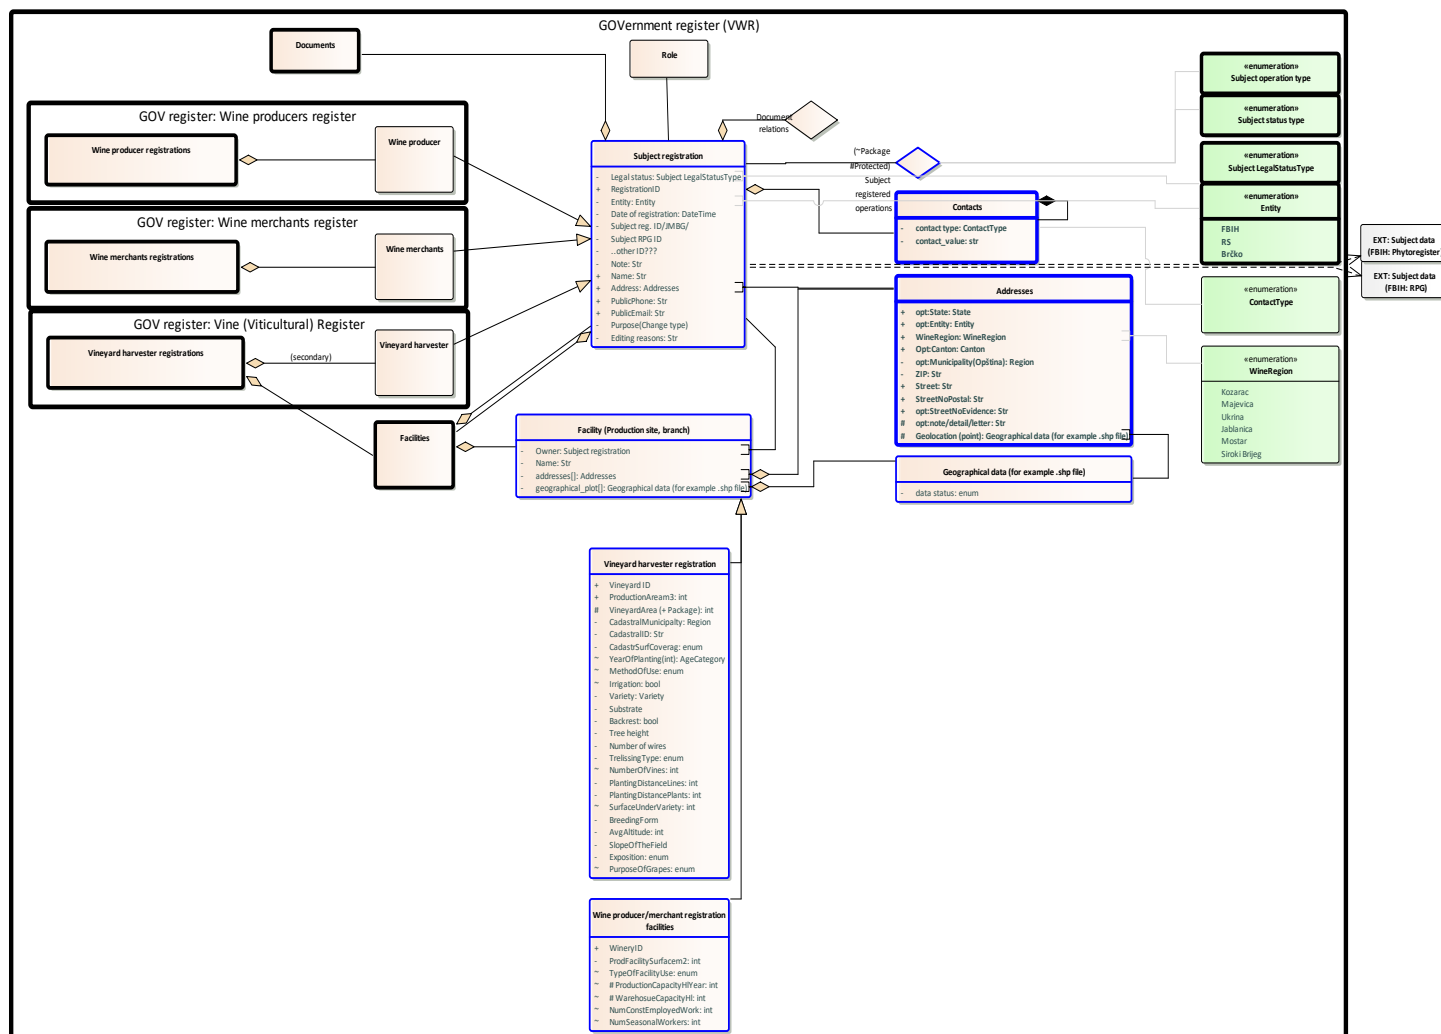 GOVernment register (VWR)
Documents
Role
GOV register: Wine producers register
Wine producer registrations
Wine producer
GOV register: Wine merchants register
Wine merchants registrations
Wine merchants
GOV register: Vine (Viticultural) Register
Vineyard harvester registrations
(secondary)
Vineyard harvester
Facilities
Document
relations
Subject registration
- Legal status: Subject LegalStatusType
+ RegistrationID
- Entity: Entity
- Date of registration: DateTime
- Subject reg. ID/JMBG/
- Subject RPG ID
- ..other ID???
- Note: Str
+ Name: Str
+ Address: Addresses
+ PublicPhone: Str
+ PublicEmail: Str
- Purpose(Change type)
- Editing reasons: Str
(~Package
#Protected)
Subject
registered
operations
Contacts
- contact type: ContactType
- contact_value: str
Addresses
+ opt:State: State
+ opt:Entity: Entity
+ WineRegion: WineRegion
+ Opt:Canton: Canton
- opt:Municipality(Opština): Region
- ZIP: Str
+ Street: Str
+ StreetNoPostal: Str
+ opt:StreetNoEvidence: Str
# opt:note/detail/letter: Str
# Geolocation (point): Geographical data (for example .shp file)
Geographical data (for example .shp file)
- data status: enum
Facility (Production site, branch)
- Owner: Subject registration
- Name: Str
- addresses[]: Addresses
- geographical_plot[]: Geographical data (for example .shp file)
Vineyard harvester registration
+ Vineyard ID
+ ProductionAream3: int
# VineyardArea (+ Package): int
- CadastralMunicipalty: Region
- CadastralID: Str
- CadastrSurfCoverag: enum
~ YearOfPlanting(int): AgeCategory
~ MethodOfUse: enum
~ Irrigation: bool
- Variety: Variety
- Substrate
- Backrest: bool
- Tree height
- Number of wires
- TrelissingType: enum
~ NumberOfVines: int
- PlantingDistanceLines: int
- PlantingDistancePlants: int
~ SurfaceUnderVariety: int
- BreedingForm
- AvgAltitude: int
- SlopeOfTheField
- Exposition: enum
~ PurposeOfGrapes: enum
Wine producer/merchant registration
facilities
+ WineryID
- ProdFacilitySurfacem2: int
~ TypeOfFacilityUse: enum
~ # ProductionCapacityHlYear: int
~ # WarehosueCapacityHl: int
~ NumConstEmployedWork: int
~ NumSeasonalWorkers: int
«enumeration»
Subject operation type
«enumeration»
Subject status type
«enumeration»
Subject LegalStatusType
«enumeration»
Entity
FBIH
RS
Brčko
«enumeration»
ContactType
«enumeration»
WineRegion
Kozarac
Majevica
Ukrina
Jablanica
Mostar
Siroki Brijeg
EXT: Subject data
(FBIH: Phytoregister)
EXT: Subject data
(FBIH: RPG)